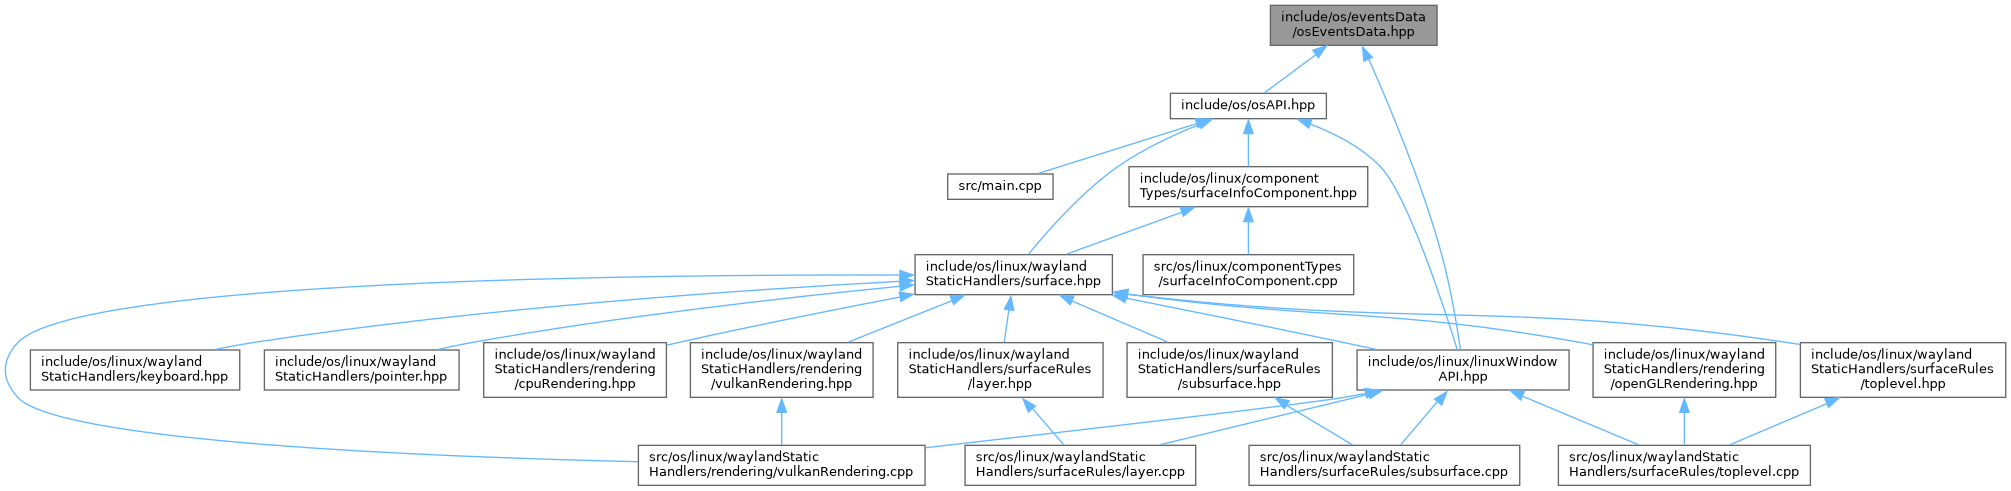 include/os/eventsData
/osEventsData.hpp
include/os/osAPI.hpp
src/main.cpp
include/os/linux/component
Types/surfaceInfoComponent.hpp
include/os/linux/wayland
StaticHandlers/surface.hpp
src/os/linux/componentTypes
/surfaceInfoComponent.cpp
include/os/linux/wayland
StaticHandlers/keyboard.hpp
include/os/linux/wayland
StaticHandlers/pointer.hpp
include/os/linux/wayland
StaticHandlers/rendering
/cpuRendering.hpp
include/os/linux/wayland
StaticHandlers/rendering
/vulkanRendering.hpp
include/os/linux/wayland
StaticHandlers/surfaceRules
/layer.hpp
include/os/linux/wayland
StaticHandlers/surfaceRules
/subsurface.hpp
include/os/linux/linuxWindow
API.hpp
include/os/linux/wayland
StaticHandlers/rendering
/openGLRendering.hpp
include/os/linux/wayland
StaticHandlers/surfaceRules
/toplevel.hpp
src/os/linux/waylandStatic
Handlers/rendering/vulkanRendering.cpp
src/os/linux/waylandStatic
Handlers/surfaceRules/layer.cpp
src/os/linux/waylandStatic
Handlers/surfaceRules/subsurface.cpp
src/os/linux/waylandStatic
Handlers/surfaceRules/toplevel.cpp